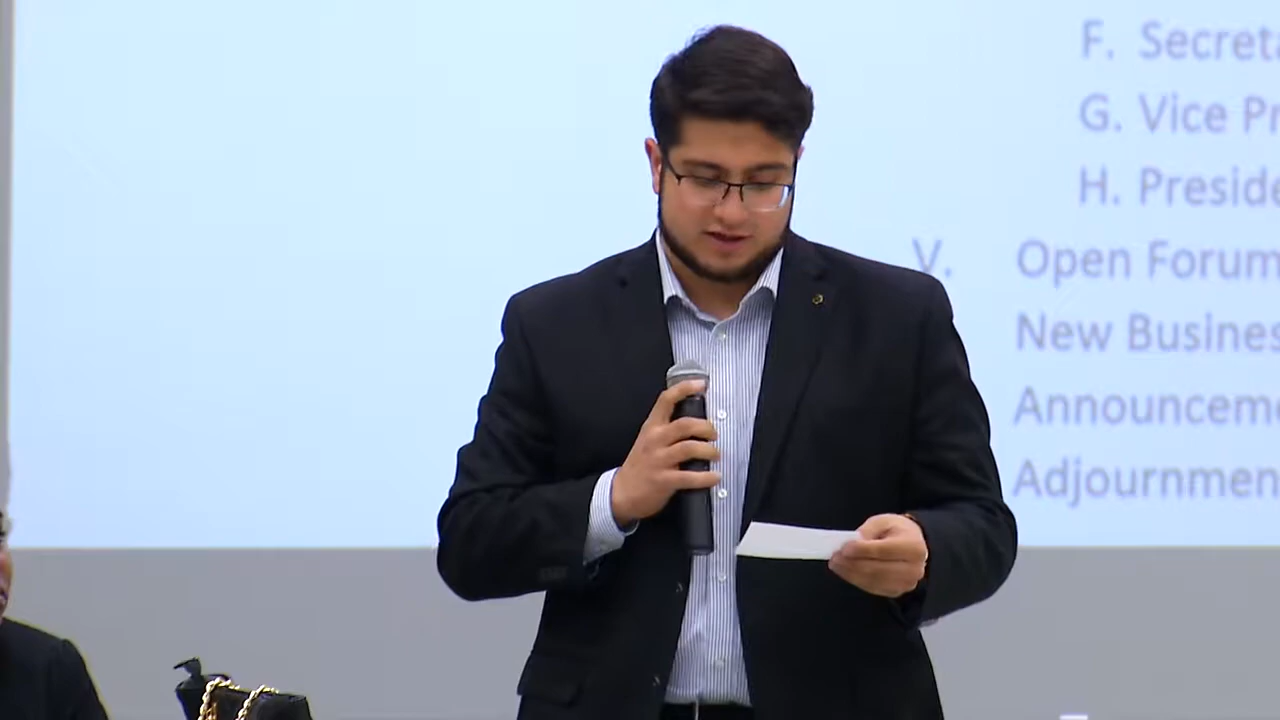 F. Secreta
G. Vice Pr
H. Preside
V. Open Forum
New Busines
Announceme
Adjournmen